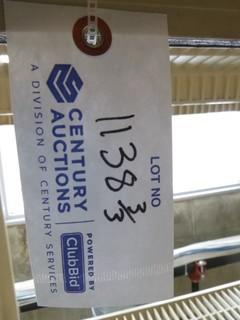 LOT NO
1138 3/3
CENTURY
AUCTIONS
A DIVISION OF CENTURY SERVICES
POWERED BY
ClubBid